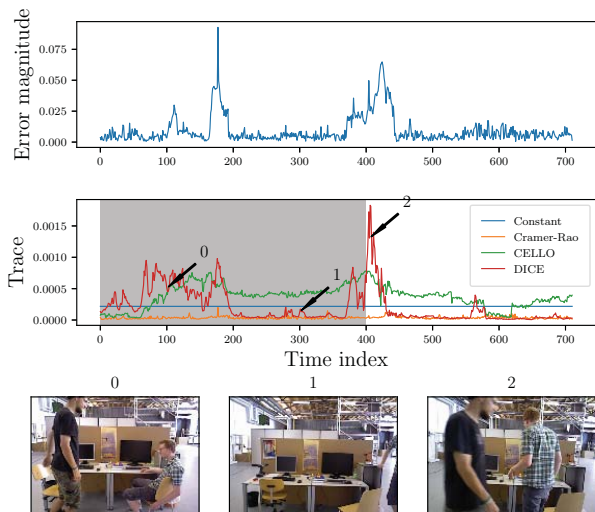 Error magnitude
0.075
0.050
0.025
0.000
0 100 200 300 400 500 600 700
Trace
0.0015
0.0010
0.0005
0.0000
0
1
2
Constant
Cramer-Rao
CELLO
DICE
0 100 200 300 400 500 600 700
Time index
0 1 2